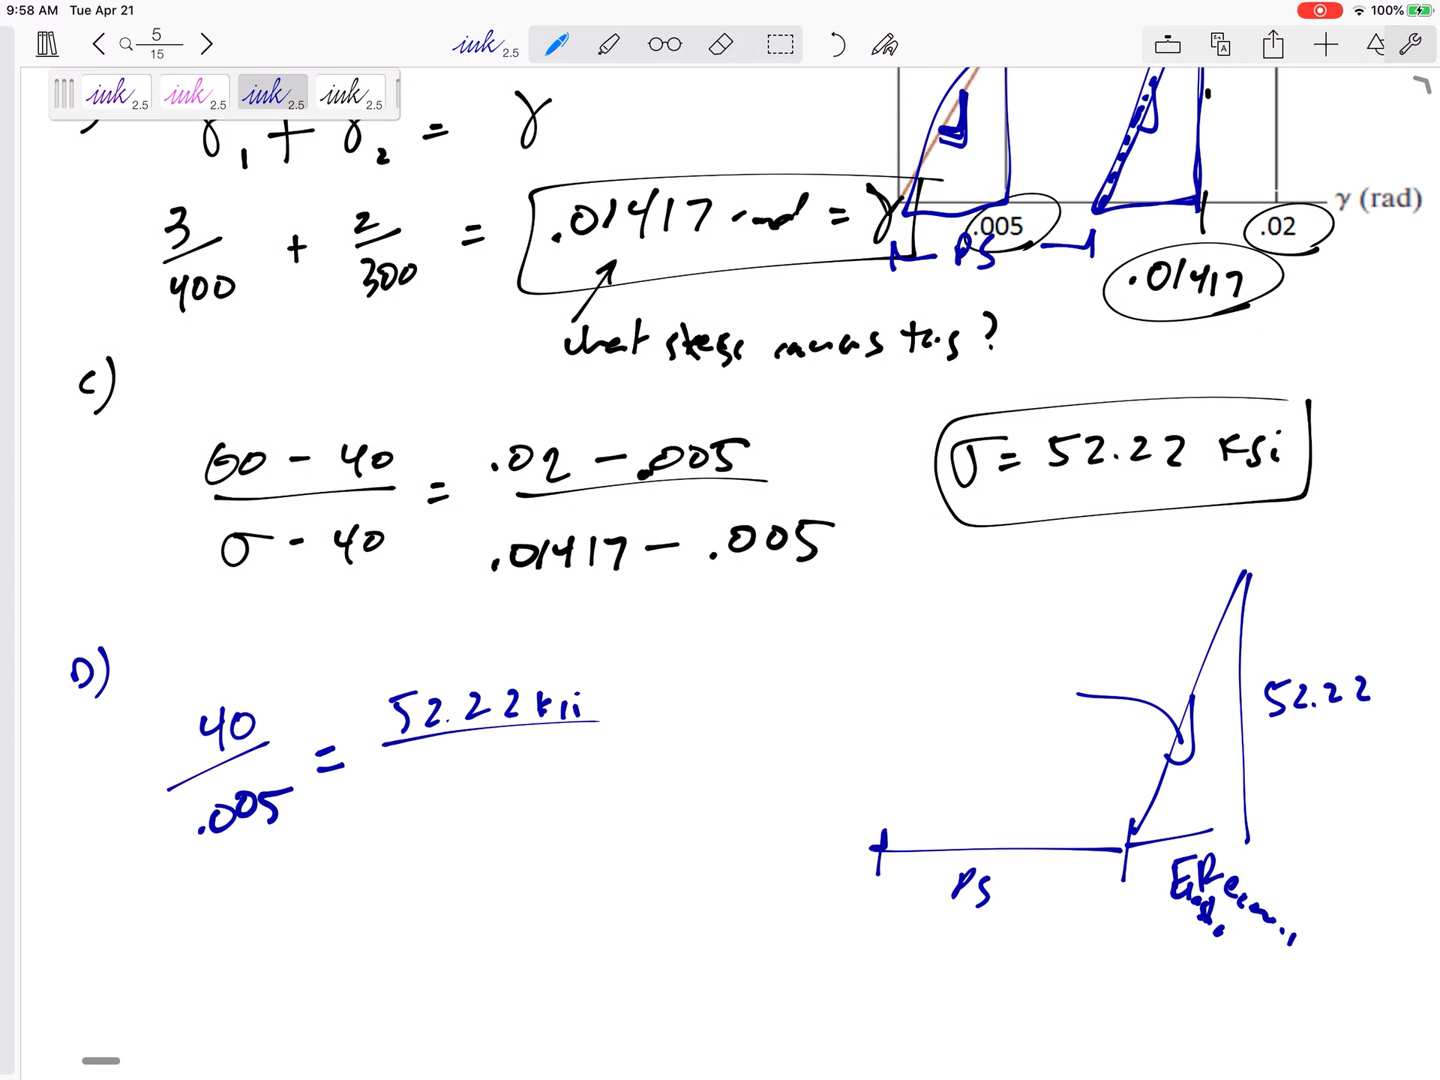 9:58 AM Tue Apr 21
100%
5
15
ink 2.5
ink 2.5 ink 2.5 ink 2.5 ink 2.5
γ1 + γ2 = γ
γ (rad)
3/400 + 2/300 = .01417 rad = γ
.005
.02
PS
.01417
what stress causes this?
C)
60 - 40 / σ - 40 = .02 - .005 / .01417 - .005
σ = 52.22 ksi
D)
40 / .005 = 52.22 ksi
52.22
PS